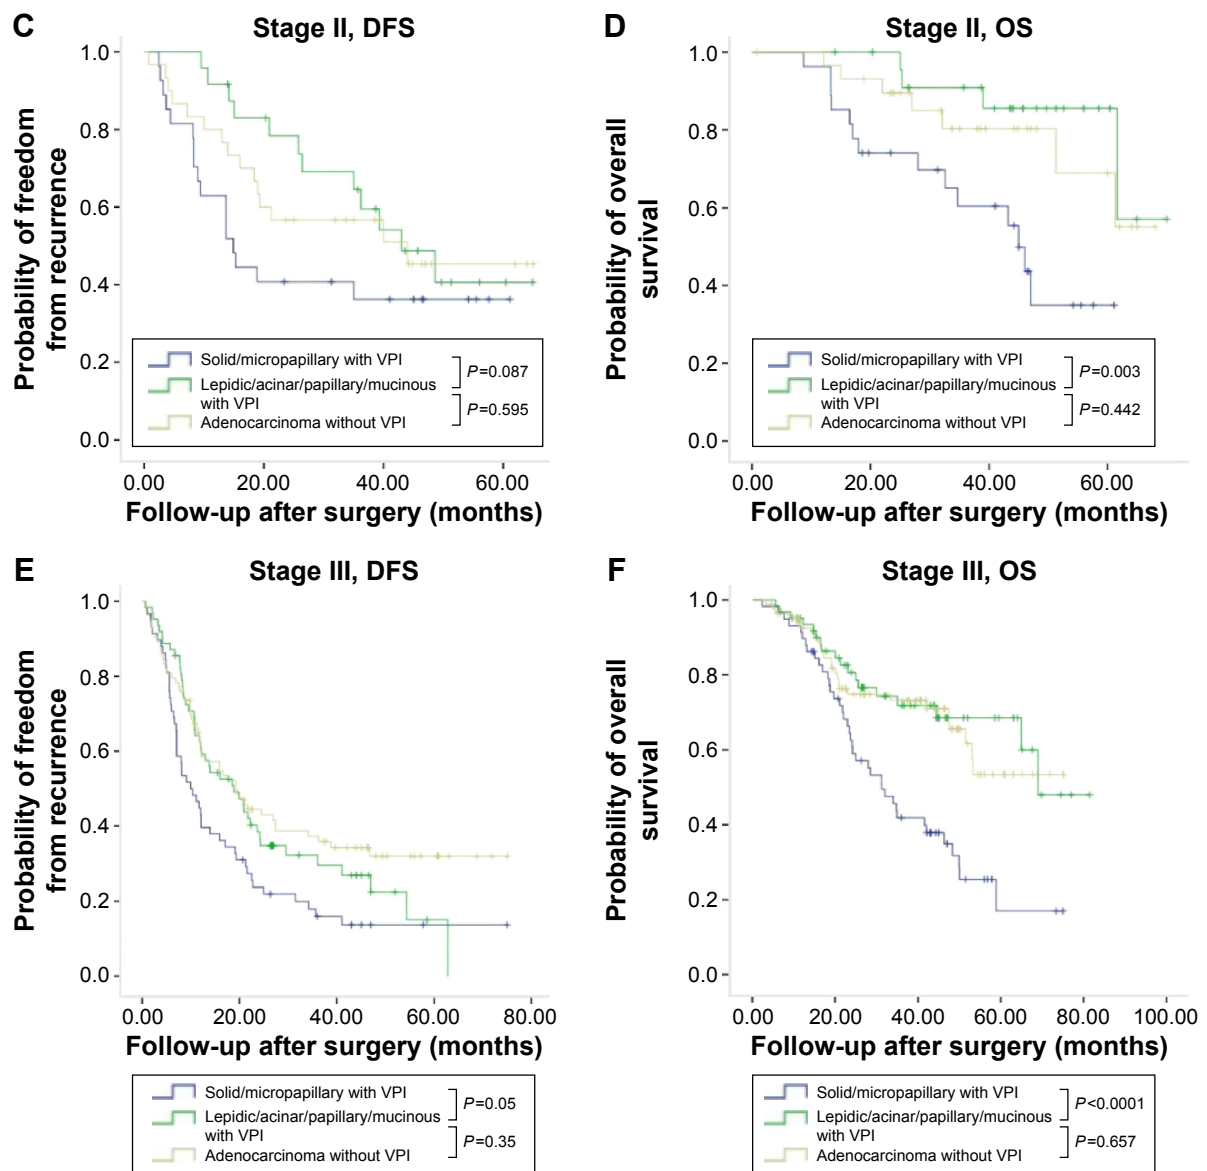 C
Stage II, DFS
Probability of freedom
from recurrence
1.0
0.8
0.6
0.4
0.2
0.0
Solid/micropapillary with VPI
Lepidic/acinar/papillary/mucinous
with VPI
Adenocarcinoma without VPI
P=0.087
P=0.595
0.00 20.00 40.00 60.00
Follow-up after surgery (months)
D
Stage II, OS
Probability of overall
survival
1.0
0.8
0.6
0.4
0.2
0.0
Solid/micropapillary with VPI
Lepidic/acinar/papillary/mucinous
with VPI
Adenocarcinoma without VPI
P=0.003
P=0.442
0.00 20.00 40.00 60.00
Follow-up after surgery (months)
E
Stage III, DFS
Probability of freedom
from recurrence
1.0
0.8
0.6
0.4
0.2
0.0
0.00 20.00 40.00 60.00 80.00
Follow-up after surgery (months)
Solid/micropapillary with VPI
Lepidic/acinar/papillary/mucinous
with VPI
Adenocarcinoma without VPI
P=0.05
P=0.35
F
Stage III, OS
Probability of overall
survival
1.0
0.8
0.6
0.4
0.2
0.0
0.00 20.00 40.00 60.00 80.00 100.00
Follow-up after surgery (months)
Solid/micropapillary with VPI
Lepidic/acinar/papillary/mucinous
with VPI
Adenocarcinoma without VPI
P<0.0001
P=0.657